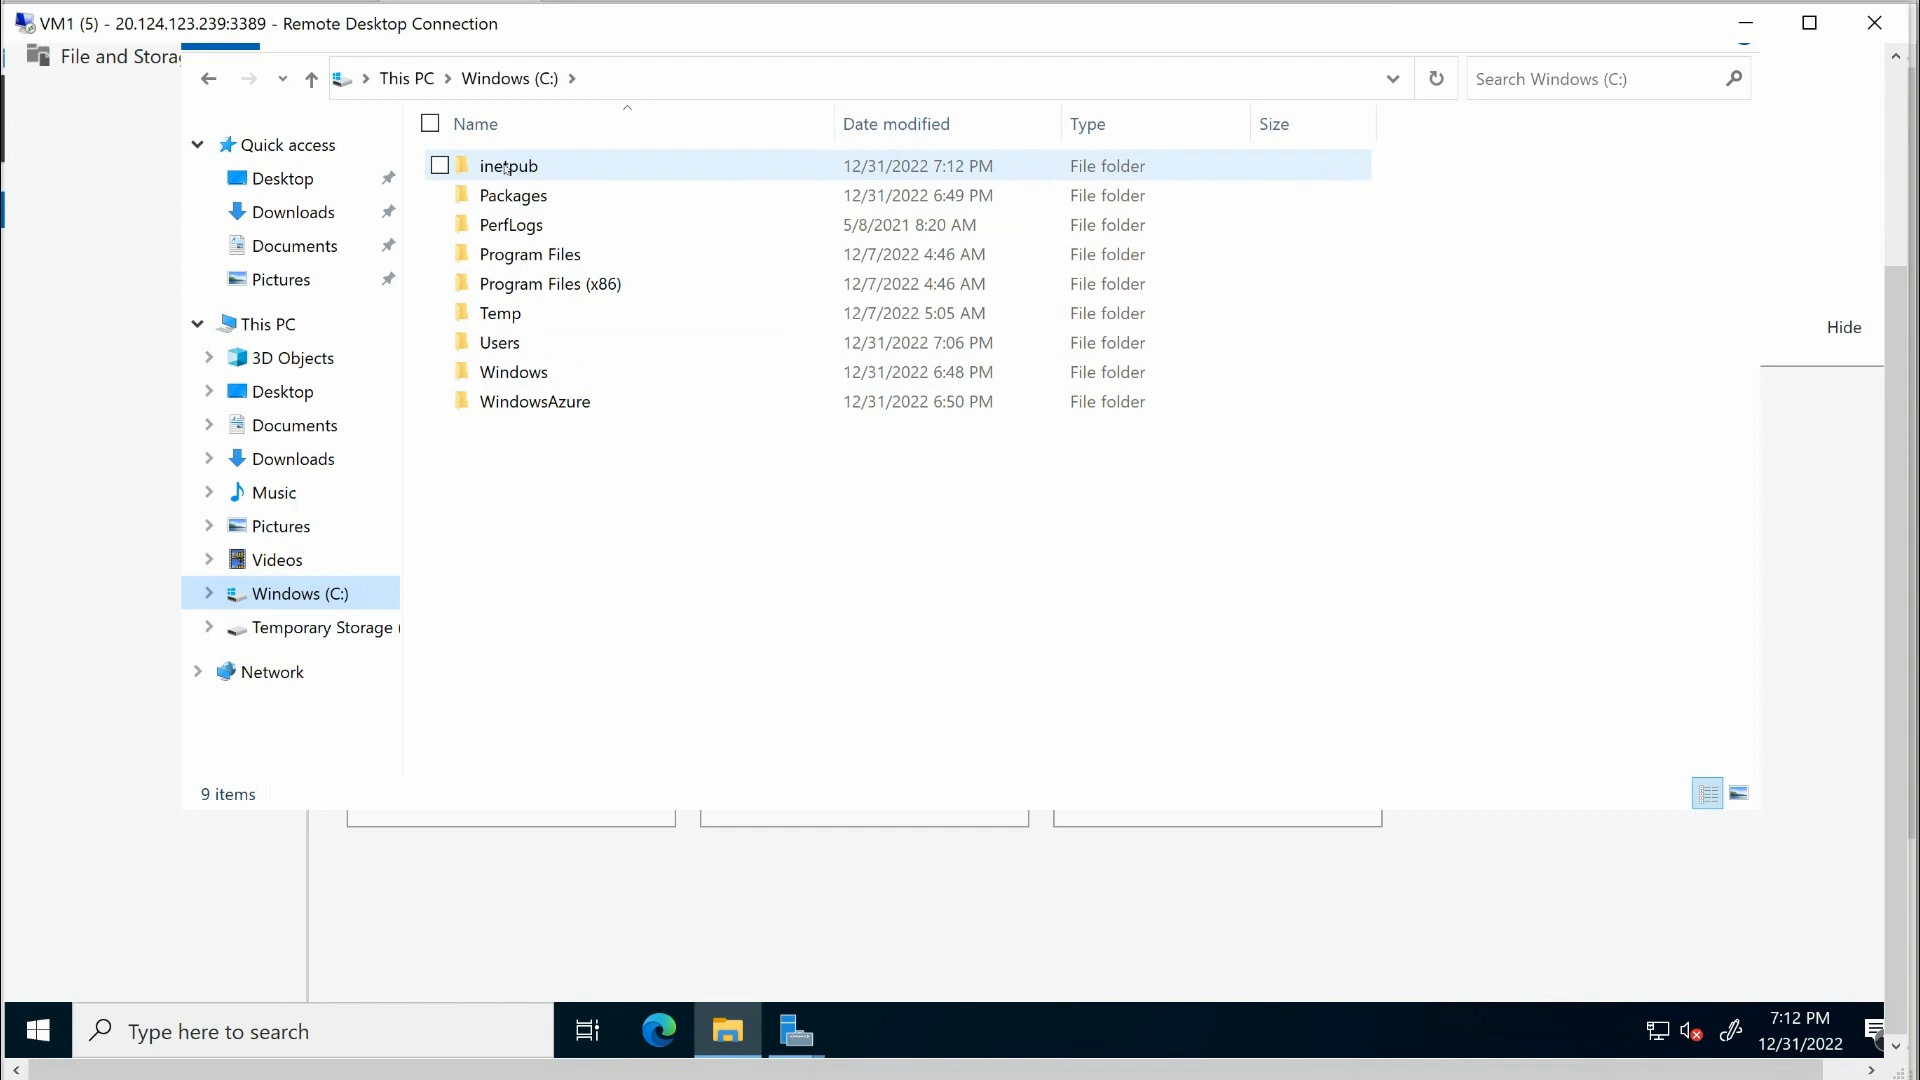 VM1 (5) - 20.124.123.239:3389 - Remote Desktop Connection
File and Stora
This PC > Windows (C:) >
Search Windows (C:)
Name Date modified Type Size
Quick access
Desktop
Downloads
Documents
Pictures
This PC
3D Objects
Desktop
Documents
Downloads
Music
Pictures
Videos
Windows (C:)
Temporary Storage (
Network
inetpub 12/31/2022 7:12 PM File folder
Packages 12/31/2022 6:49 PM File folder
PerfLogs 5/8/2021 8:20 AM File folder
Program Files 12/7/2022 4:46 AM File folder
Program Files (x86) 12/7/2022 4:46 AM File folder
Temp 12/7/2022 5:05 AM File folder
Users 12/31/2022 7:06 PM File folder
Windows 12/31/2022 6:48 PM File folder
WindowsAzure 12/31/2022 6:50 PM File folder
Hide
9 items
Type here to search
7:12 PM
12/31/2022